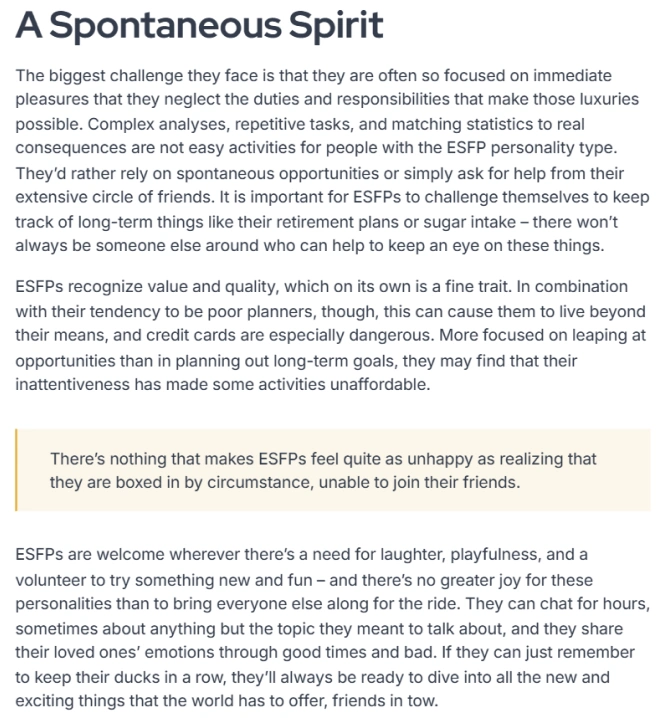 A Spontaneous Spirit
The biggest challenge they face is that they are often so focused on immediate
pleasures that they neglect the duties and responsibilities that make those luxuries
possible. Complex analyses, repetitive tasks, and matching statistics to real
consequences are not easy activities for people with the ESFP personality type.
They’d rather rely on spontaneous opportunities or simply ask for help from their
extensive circle of friends. It is important for ESFPs to challenge themselves to keep
track of long-term things like their retirement plans or sugar intake – there won’t
always be someone else around who can help to keep an eye on these things.
ESFPs recognize value and quality, which on its own is a fine trait. In combination
with their tendency to be poor planners, though, this can cause them to live beyond
their means, and credit cards are especially dangerous. More focused on leaping at
opportunities than in planning out long-term goals, they may find that their
inattentiveness has made some activities unaffordable.
There’s nothing that makes ESFPs feel quite as unhappy as realizing that
they are boxed in by circumstance, unable to join their friends.
ESFPs are welcome wherever there’s a need for laughter, playfulness, and a
volunteer to try something new and fun – and there’s no greater joy for these
personalities than to bring everyone else along for the ride. They can chat for hours,
sometimes about anything but the topic they meant to talk about, and they share
their loved ones’ emotions through good times and bad. If they can just remember
to keep their ducks in a row, they’ll always be ready to dive into all the new and
exciting things that the world has to offer, friends in tow.